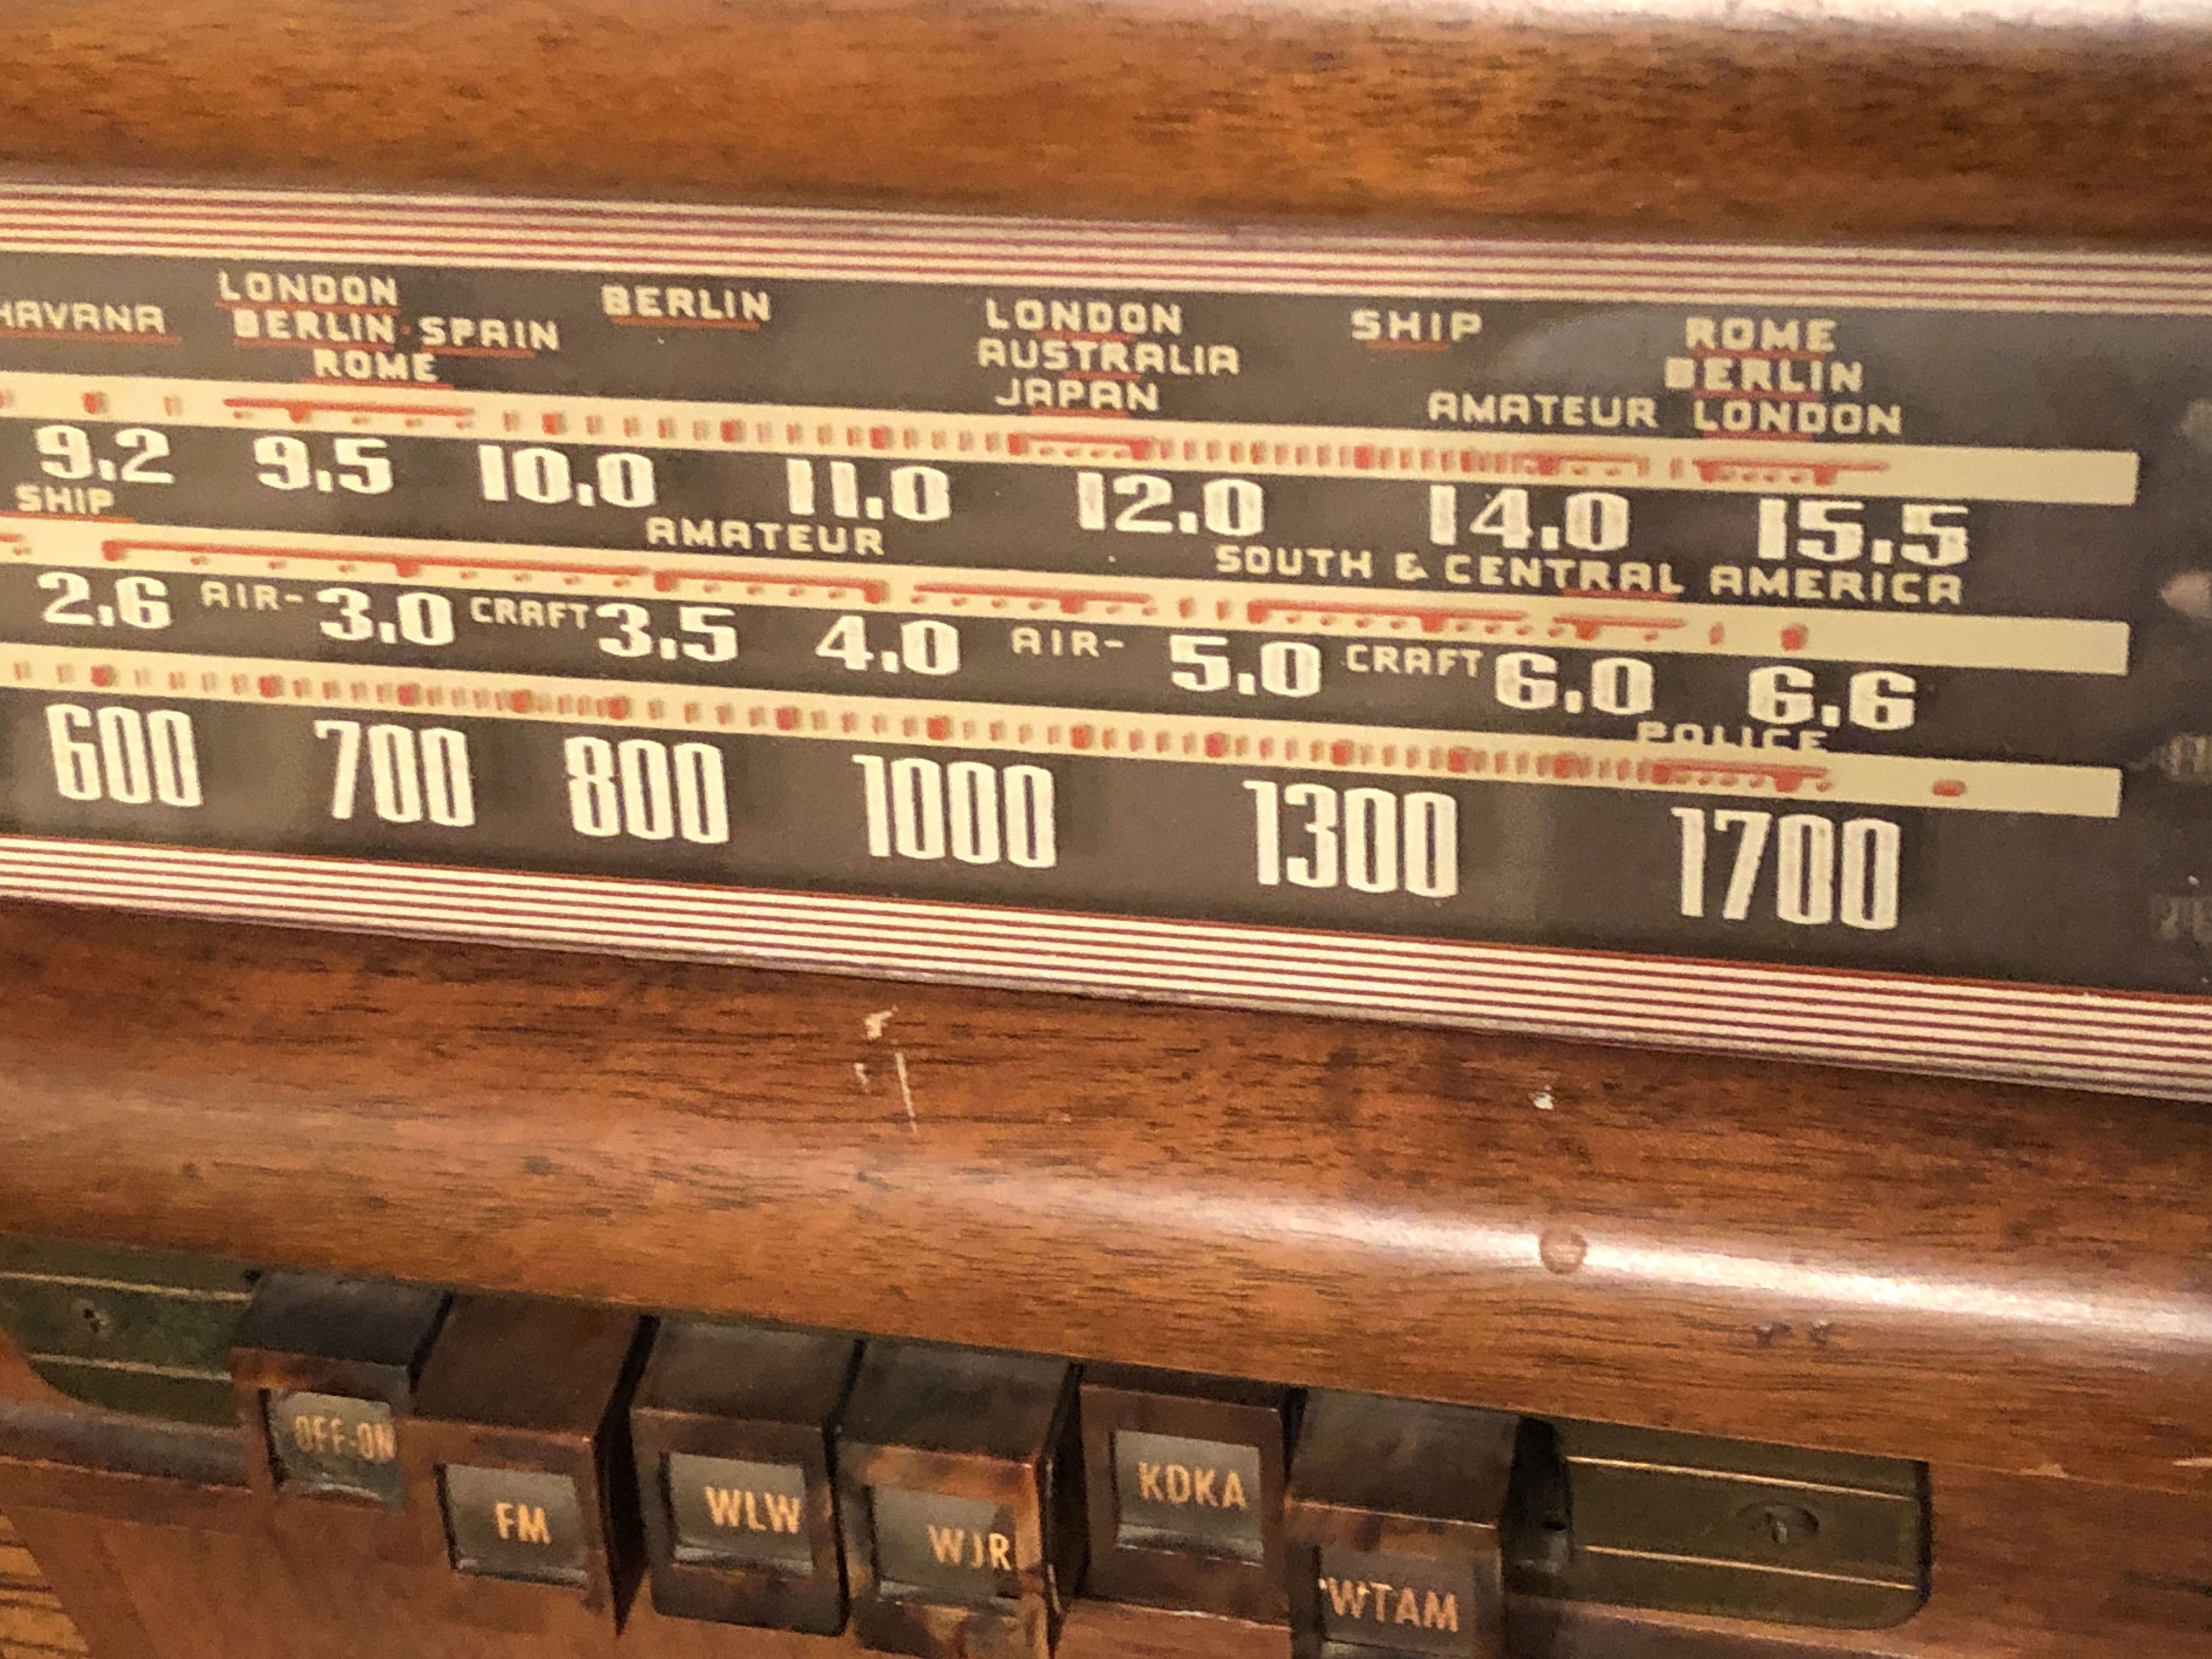 HAVANA LONDON BERLIN LONDON SHIP ROME
BERLIN·SPAIN AUSTRALIA BERLIN
ROME JAPAN AMATEUR LONDON
9.2 9.5 10.0 11.0 12.0 14.0 15.5
SHIP AMATEUR SOUTH & CENTRAL AMERICA
2.6 AIR- 3.0 CRAFT 3.5 4.0 AIR- 5.0 CRAFT 6.0 6.6
POLICE
600 700 800 1000 1300 1700
OFF-ON FM WLW WJR KDKA WTAM